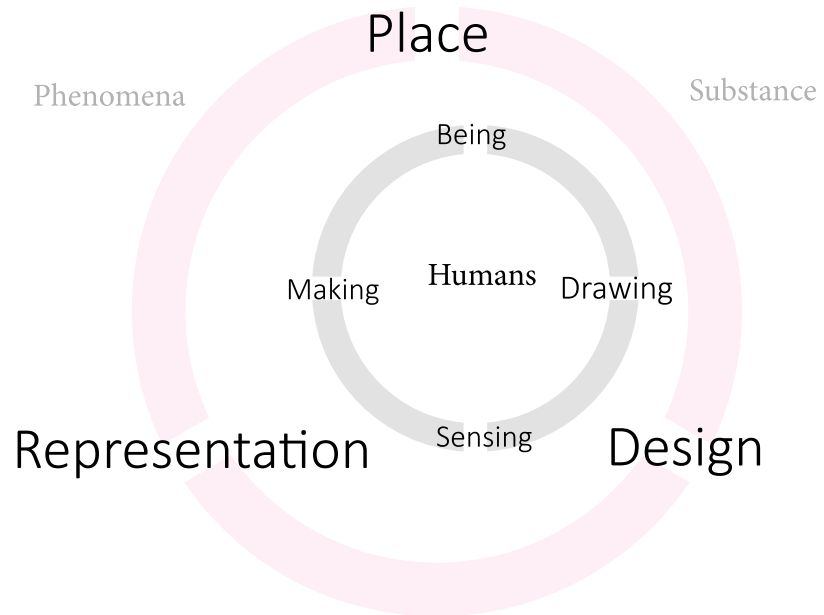 Place
Phenomena
Substance
Being
Humans
Making
Drawing
Sensing
Representation
Design